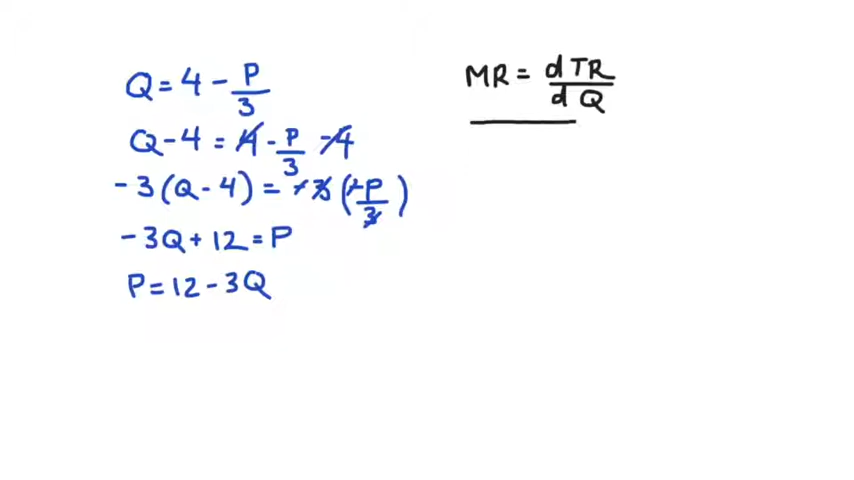 Q = 4 - P/3
Q - 4 = 4 - P/3 - 4
-3(Q - 4) = -3(-P/3)
-3Q + 12 = P
P = 12 - 3Q
MR = dTR/dQ